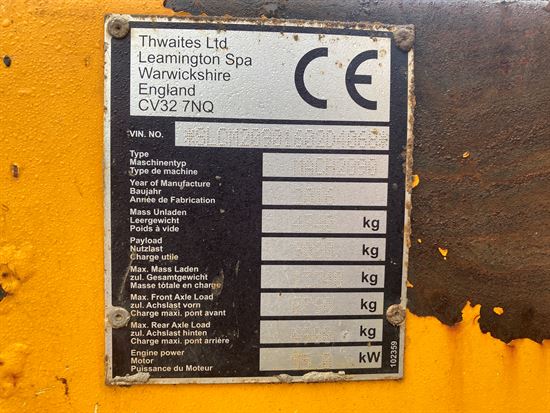 Thwaites Ltd
Leamington Spa
Warwickshire
England
CV32 7NQ
CE
VIN. NO.
Type
Maschinentyp
Type de machine
Year of Manufacture
Baujahr
Année de Fabrication
Mass Unladen
Leergewicht
Poids à vide
kg
Payload
Nutzlast
Charge utile
kg
Max. Mass Laden
zul. Gesamtgewicht
Masse totale en charge
kg
Max. Front Axle Load
zul. Achslast vorn
Charge maxi. pont avant
kg
Max. Rear Axle Load
zul. Achslast hinten
Charge maxi. pont arrière
kg
Engine power
Motor
Puissance du Moteur
kW
102359